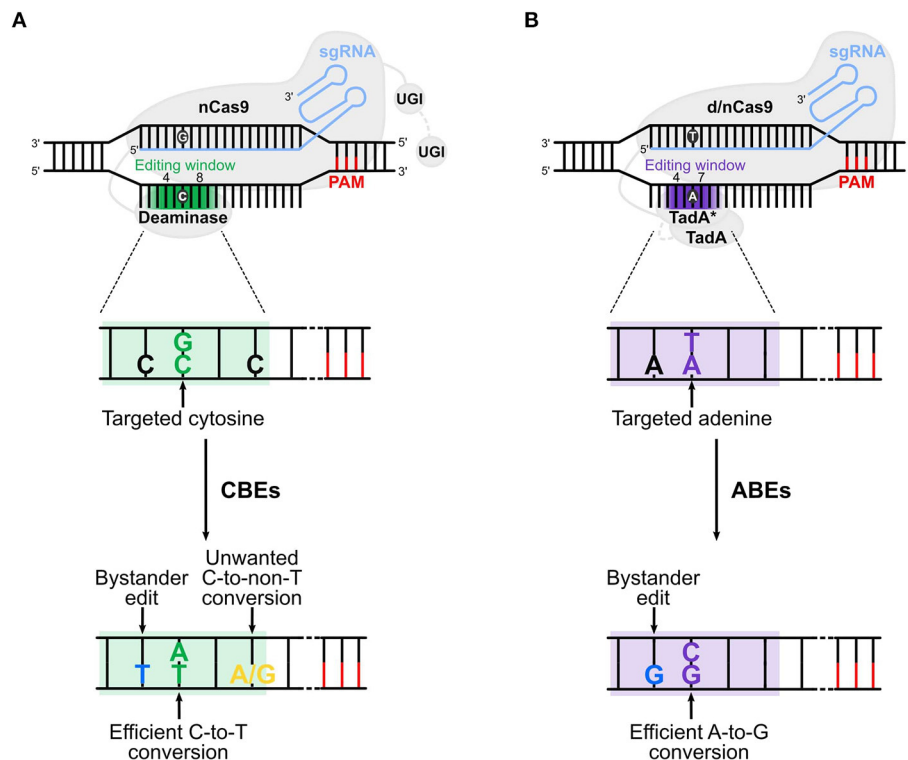 A
sgRNA
3'
nCas9
UGI
UGI
G
3'
5'
5'
5'
3'
Editing window
4 8
PAM
C
Deaminase
G
C C C
Targeted cytosine
CBEs
Unwanted
C-to-non-T
conversion
Bystander
edit
A
T T A/G
Efficient C-to-T
conversion
B
sgRNA
3'
d/nCas9
T
3'
5'
5'
5'
3'
Editing window
4 7
PAM
A
TadA*
TadA
T
A A
Targeted adenine
ABEs
Bystander
edit
C
G G
Efficient A-to-G
conversion